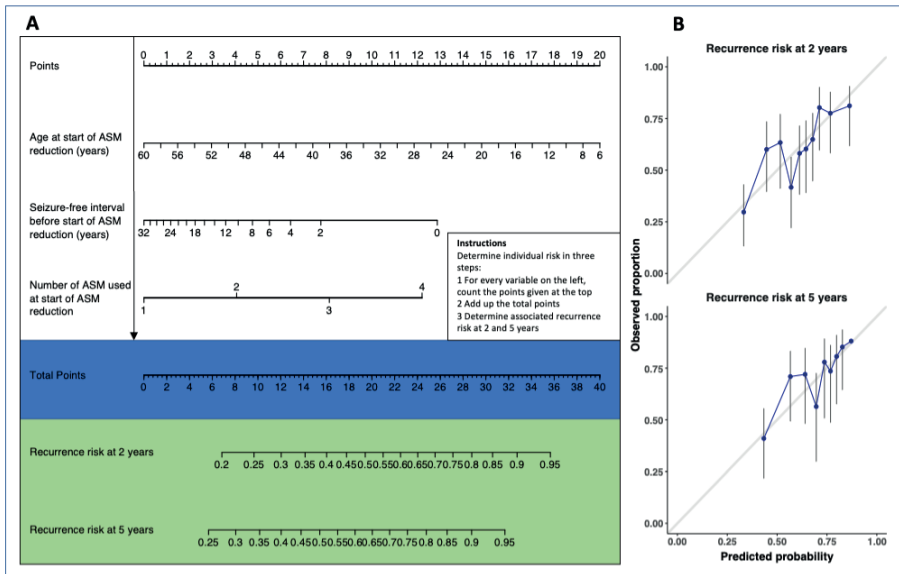 A
Points
0 1 2 3 4 5 6 7 8 9 10 11 12 13 14 15 16 17 18 19 20
Age at start of ASM
reduction (years)
60 56 52 48 44 40 36 32 28 24 20 16 12 8 6
Seizure-free interval
before start of ASM
reduction (years)
32 24 18 12 8 6 4 2 0
Number of ASM used
at start of ASM
reduction
1 2 3 4
Instructions
Determine individual risk in three
steps:
1 For every variable on the left,
count the points given at the top
2 Add up the total points
3 Determine associated recurrence
risk at 2 and 5 years
Total Points
0 2 4 6 8 10 12 14 16 18 20 22 24 26 28 30 32 34 36 38 40
Recurrence risk at 2 years
0.2 0.25 0.3 0.35 0.4 0.45 0.50 0.55 0.60 0.65 0.70 0.75 0.8 0.85 0.9 0.95
Recurrence risk at 5 years
0.25 0.3 0.35 0.4 0.45 0.50 0.55 0.60 0.65 0.70 0.75 0.8 0.85 0.9 0.95
B
Recurrence risk at 2 years
1.00
0.75
0.50
0.25
0.00
Observed proportion
Recurrence risk at 5 years
1.00
0.75
0.50
0.25
0.00
0.00 0.25 0.50 0.75 1.00
Predicted probability